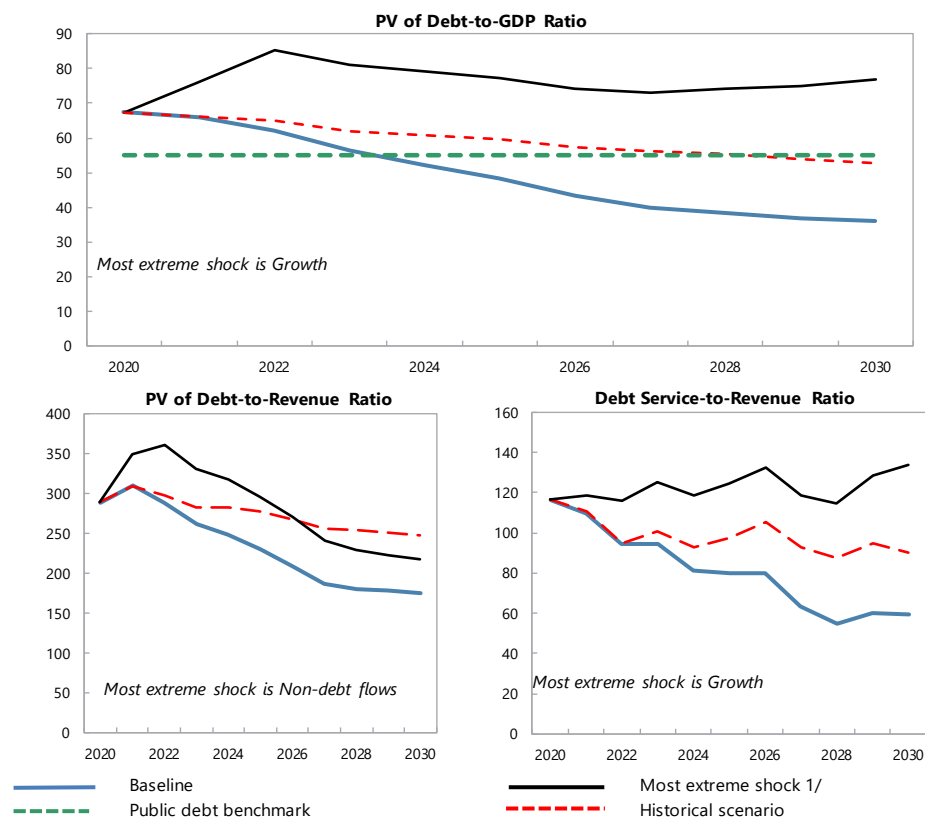 PV of Debt-to-GDP Ratio
90
80
70
60
50
40
30
20
10
0
Most extreme shock is Growth
2020 2022 2024 2026 2028 2030
PV of Debt-to-Revenue Ratio
400
350
300
250
200
150
100
50
0
Most extreme shock is Non-debt flows
2020 2022 2024 2026 2028 2030
Debt Service-to-Revenue Ratio
160
140
120
100
80
60
40
20
0
Most extreme shock is Growth
2020 2022 2024 2026 2028 2030
Baseline
Public debt benchmark
Most extreme shock 1/
Historical scenario